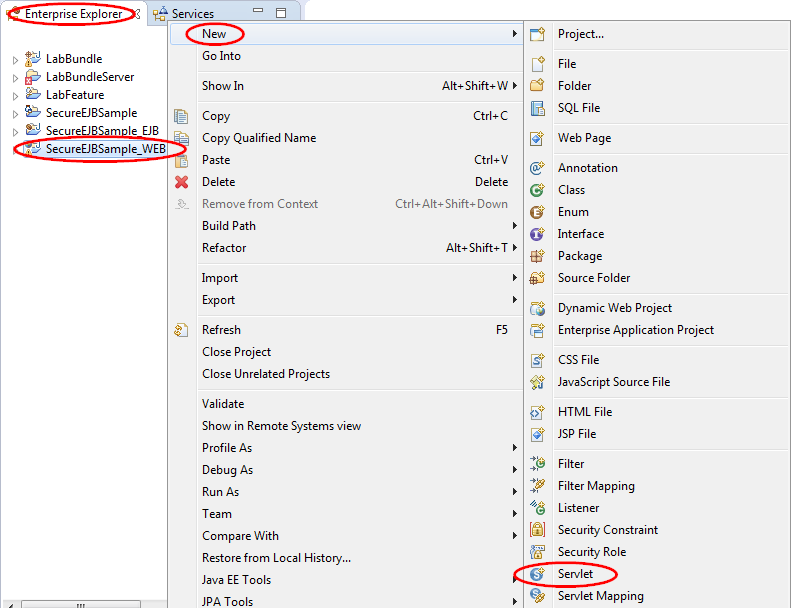 Enterprise Explorer
Services
LabBundle
LabBundleServer
LabFeature
SecureEJBSample
SecureEJBSample_EJB
SecureEJBSample_WEB
New
Go Into
Show In Alt+Shift+W
Copy Ctrl+C
Copy Qualified Name
Paste Ctrl+V
Delete Delete
Remove from Context Ctrl+Alt+Shift+Down
Build Path
Refactor Alt+Shift+T
Import
Export
Refresh F5
Close Project
Close Unrelated Projects
Validate
Show in Remote Systems view
Profile As
Debug As
Run As
Team
Compare With
Restore from Local History...
Java EE Tools
JPA Tools
Project...
File
Folder
SQL File
Web Page
Annotation
Class
Enum
Interface
Package
Source Folder
Dynamic Web Project
Enterprise Application Project
CSS File
JavaScript Source File
HTML File
JSP File
Filter
Filter Mapping
Listener
Security Constraint
Security Role
Servlet
Servlet Mapping